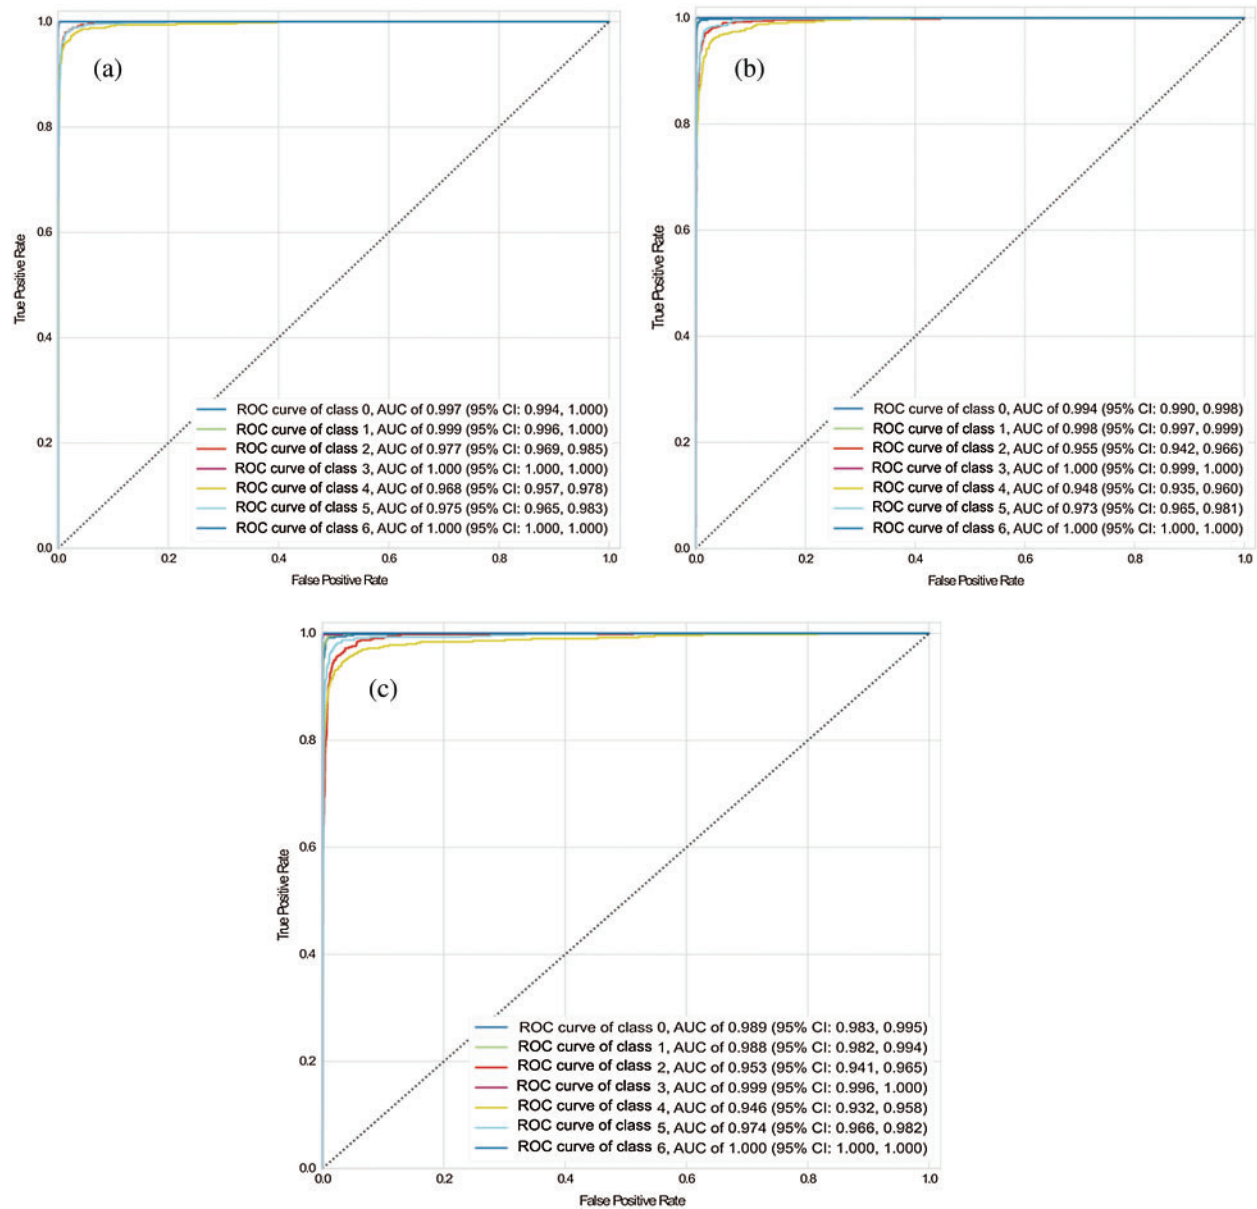 (a)
1.0
0.8
0.6
0.4
0.2
0.0
True Positive Rate
ROC curve of class 0, AUC of 0.997 (95% CI: 0.994, 1.000)
ROC curve of class 1, AUC of 0.999 (95% CI: 0.996, 1.000)
ROC curve of class 2, AUC of 0.977 (95% CI: 0.969, 0.985)
ROC curve of class 3, AUC of 1.000 (95% CI: 1.000, 1.000)
ROC curve of class 4, AUC of 0.968 (95% CI: 0.957, 0.978)
ROC curve of class 5, AUC of 0.975 (95% CI: 0.965, 0.983)
ROC curve of class 6, AUC of 1.000 (95% CI: 1.000, 1.000)
0.0 0.2 0.4 0.6 0.8 1.0
False Positive Rate
(b)
1.0
0.8
0.6
0.4
0.2
0.0
True Positive Rate
ROC curve of class 0, AUC of 0.994 (95% CI: 0.990, 0.998)
ROC curve of class 1, AUC of 0.998 (95% CI: 0.997, 0.999)
ROC curve of class 2, AUC of 0.955 (95% CI: 0.942, 0.966)
ROC curve of class 3, AUC of 1.000 (95% CI: 0.999, 1.000)
ROC curve of class 4, AUC of 0.948 (95% CI: 0.935, 0.960)
ROC curve of class 5, AUC of 0.973 (95% CI: 0.965, 0.981)
ROC curve of class 6, AUC of 1.000 (95% CI: 1.000, 1.000)
0.0 0.2 0.4 0.6 0.8 1.0
False Positive Rate
(c)
1.0
0.8
0.6
0.4
0.2
0.0
True Positive Rate
ROC curve of class 0, AUC of 0.989 (95% CI: 0.983, 0.995)
ROC curve of class 1, AUC of 0.988 (95% CI: 0.982, 0.994)
ROC curve of class 2, AUC of 0.953 (95% CI: 0.941, 0.965)
ROC curve of class 3, AUC of 0.999 (95% CI: 0.996, 1.000)
ROC curve of class 4, AUC of 0.946 (95% CI: 0.932, 0.958)
ROC curve of class 5, AUC of 0.974 (95% CI: 0.966, 0.982)
ROC curve of class 6, AUC of 1.000 (95% CI: 1.000, 1.000)
0.0 0.2 0.4 0.6 0.8 1.0
False Positive Rate